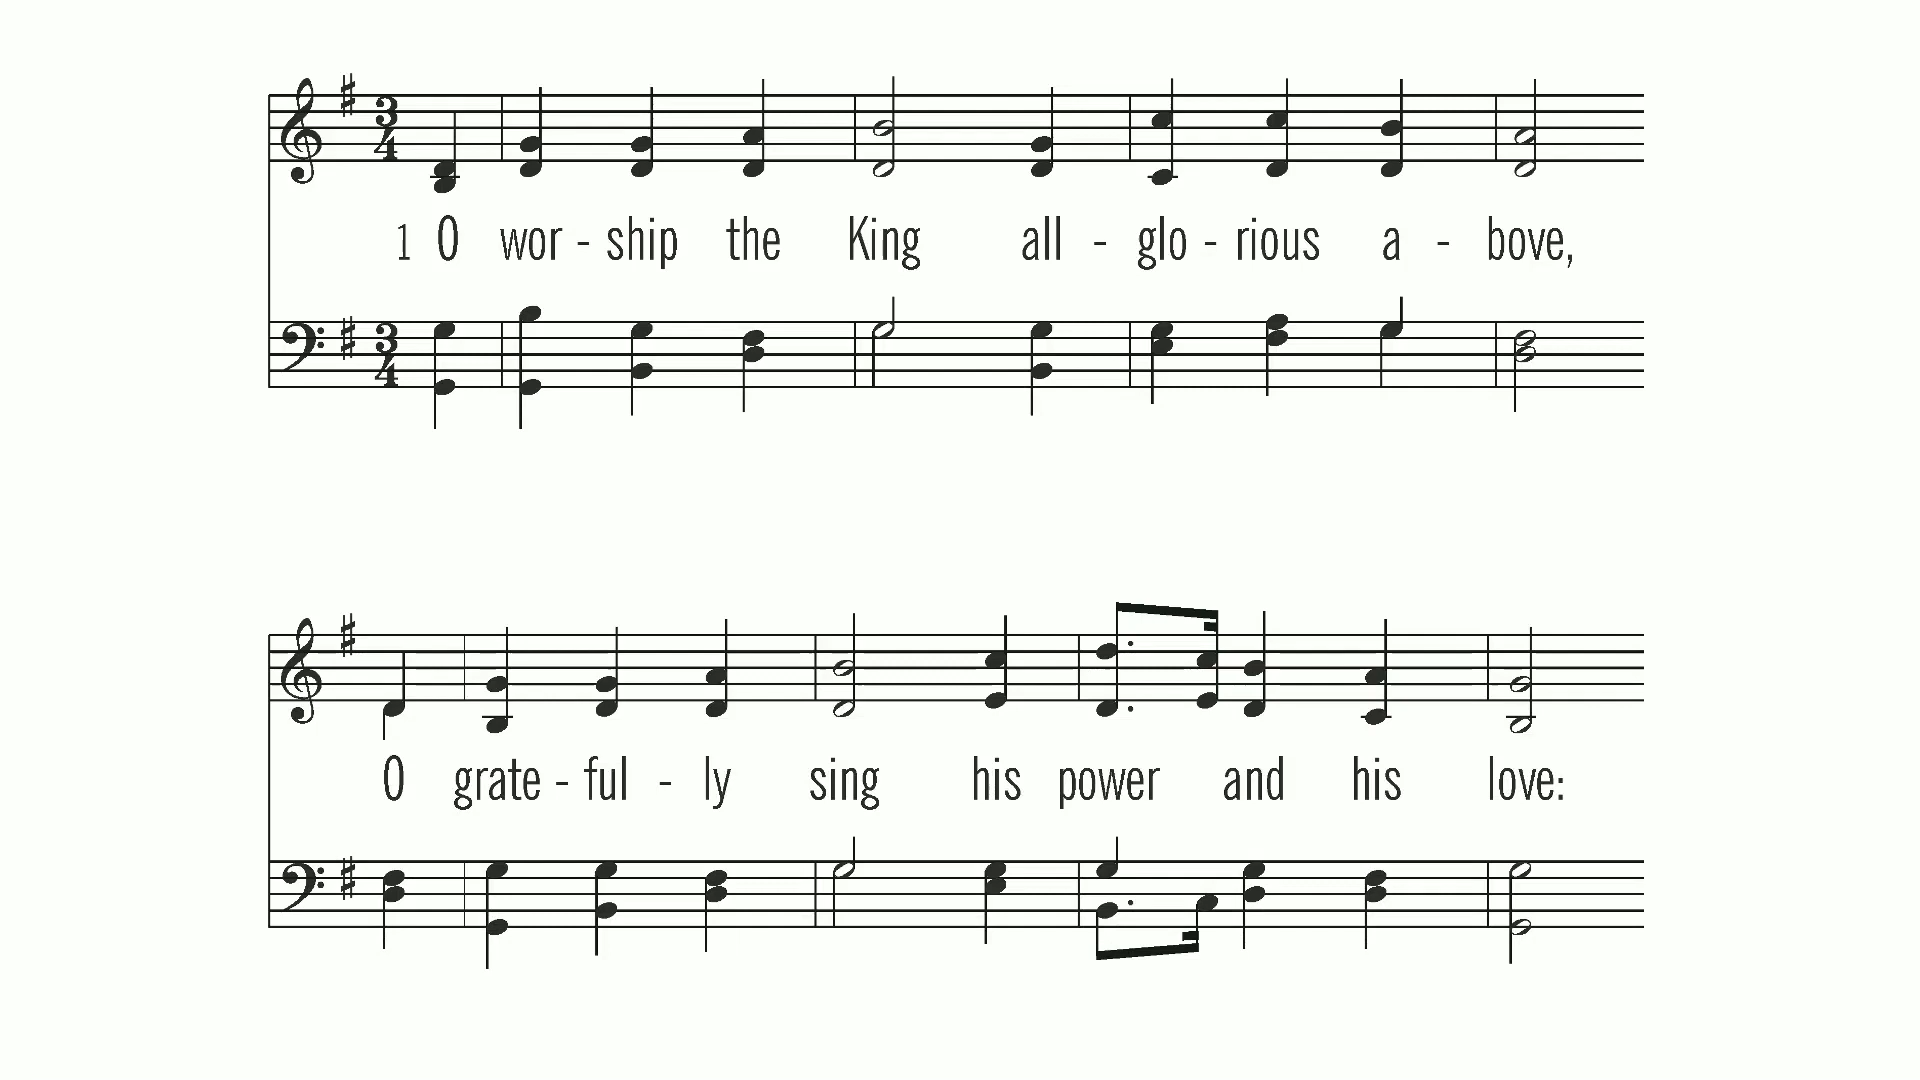 1 O wor - ship the King all - glo - rious a - bove,
O grate - ful - ly sing his power and his love: